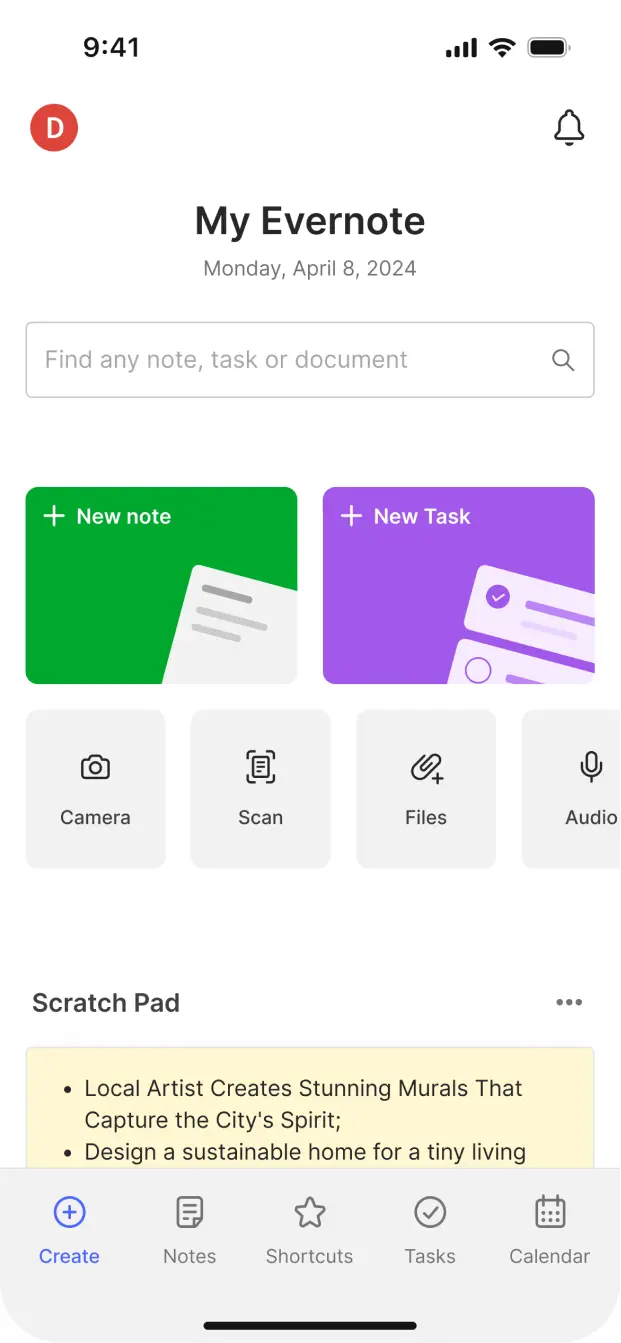 9:41
D
My Evernote
Monday, April 8, 2024
Find any note, task or document
New note
New Task
Camera
Scan
Files
Audio
Scratch Pad
• Local Artist Creates Stunning Murals That
Capture the City's Spirit;
• Design a sustainable home for a tiny living
Create
Notes
Shortcuts
Tasks
Calendar